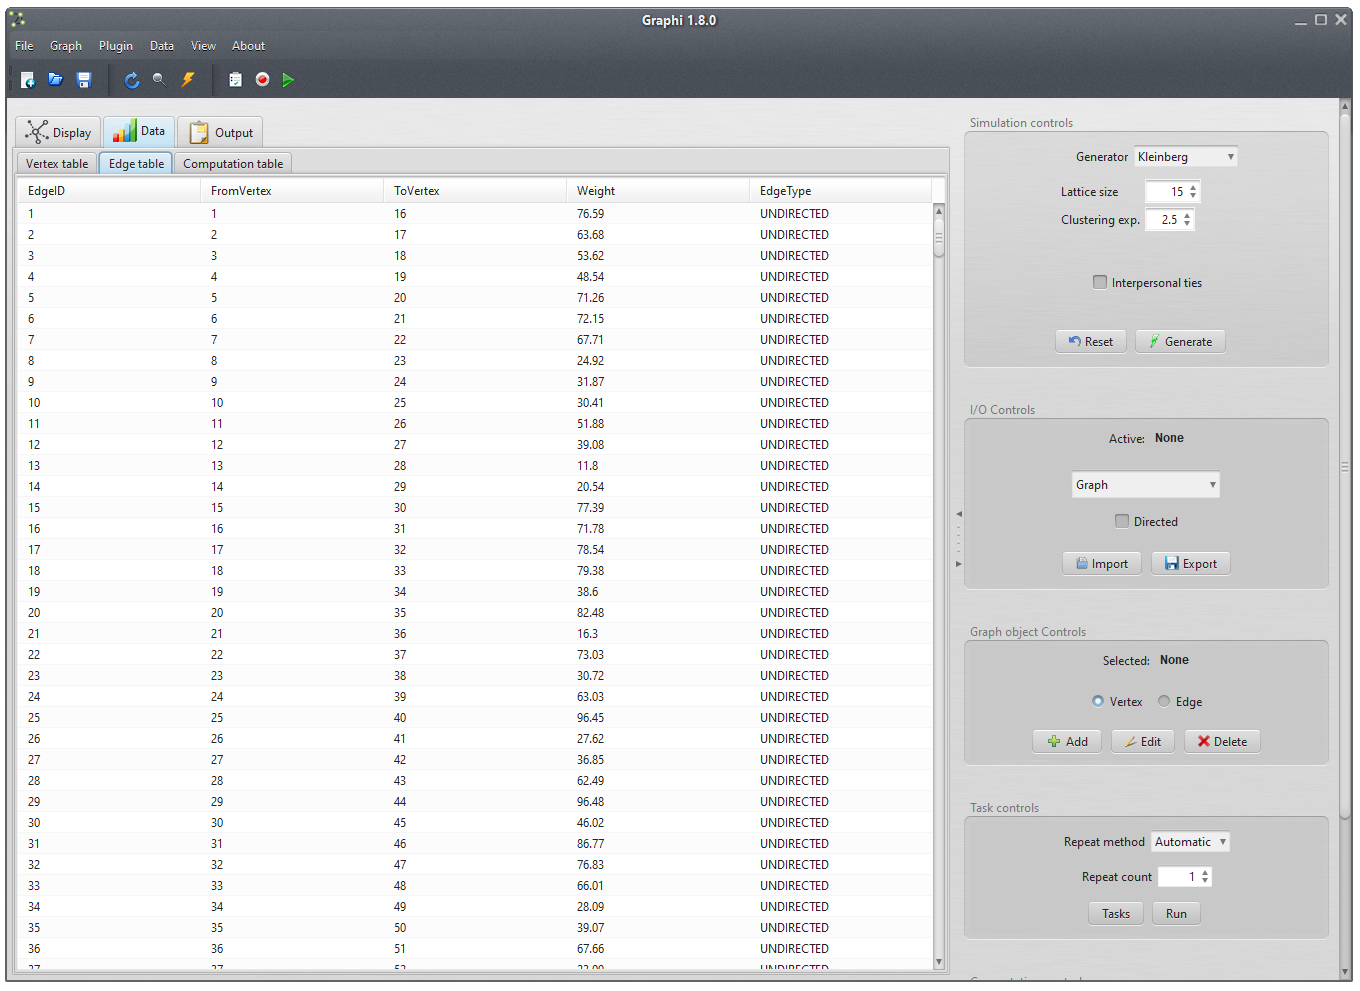 Graphi 1.8.0
File Graph Plugin Data View About
Display Data Output
Vertex table Edge table Computation table
EdgeID FromVertex ToVertex Weight EdgeType
1 1 16 76.59 UNDIRECTED
2 2 17 63.68 UNDIRECTED
3 3 18 53.62 UNDIRECTED
4 4 19 48.54 UNDIRECTED
5 5 20 71.26 UNDIRECTED
6 6 21 72.15 UNDIRECTED
7 7 22 67.71 UNDIRECTED
8 8 23 24.92 UNDIRECTED
9 9 24 31.87 UNDIRECTED
10 10 25 30.41 UNDIRECTED
11 11 26 51.88 UNDIRECTED
12 12 27 39.08 UNDIRECTED
13 13 28 11.8 UNDIRECTED
14 14 29 20.54 UNDIRECTED
15 15 30 77.39 UNDIRECTED
16 16 31 71.78 UNDIRECTED
17 17 32 78.54 UNDIRECTED
18 18 33 79.38 UNDIRECTED
19 19 34 38.6 UNDIRECTED
20 20 35 82.48 UNDIRECTED
21 21 36 16.3 UNDIRECTED
22 22 37 73.03 UNDIRECTED
23 23 38 30.72 UNDIRECTED
24 24 39 63.03 UNDIRECTED
25 25 40 96.45 UNDIRECTED
26 26 41 27.62 UNDIRECTED
27 27 42 36.85 UNDIRECTED
28 28 43 62.49 UNDIRECTED
29 29 44 96.48 UNDIRECTED
30 30 45 46.02 UNDIRECTED
31 31 46 86.77 UNDIRECTED
32 32 47 76.83 UNDIRECTED
33 33 48 66.01 UNDIRECTED
34 34 49 28.09 UNDIRECTED
35 35 50 39.07 UNDIRECTED
36 36 51 67.66 UNDIRECTED
37 37 52 UNDIRECTED
Simulation controls
Generator Kleinberg
Lattice size 15
Clustering exp. 2.5
Interpersonal ties
Reset Generate
I/O Controls
Active: None
Graph
Directed
Import Export
Graph object Controls
Selected: None
Vertex Edge
Add Edit Delete
Task controls
Repeat method Automatic
Repeat count 1
Tasks Run